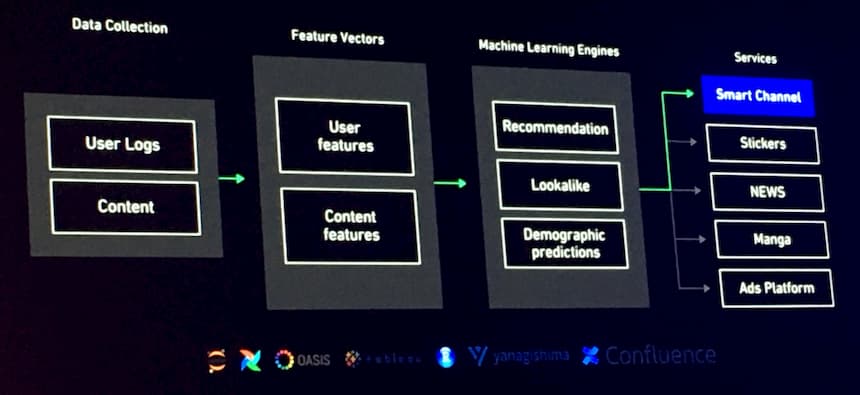 Data Collection
Feature Vectors
Machine Learning Engines
Services
User Logs
Content
User
features
Content
features
Recommendation
Lookalike
Demographic
predictions
Smart Channel
Stickers
NEWS
Manga
Ads Platform
OASIS
tableau
yanagishima
Confluence